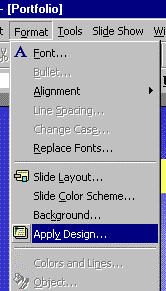 - [Portfolio]
Format Tools Slide Show
Font...
Bullet...
Alignment
Line Spacing...
Change Case...
Replace Fonts...
Slide Layout...
Slide Color Scheme...
Background...
Apply Design...
Colors and Lines...
Object...